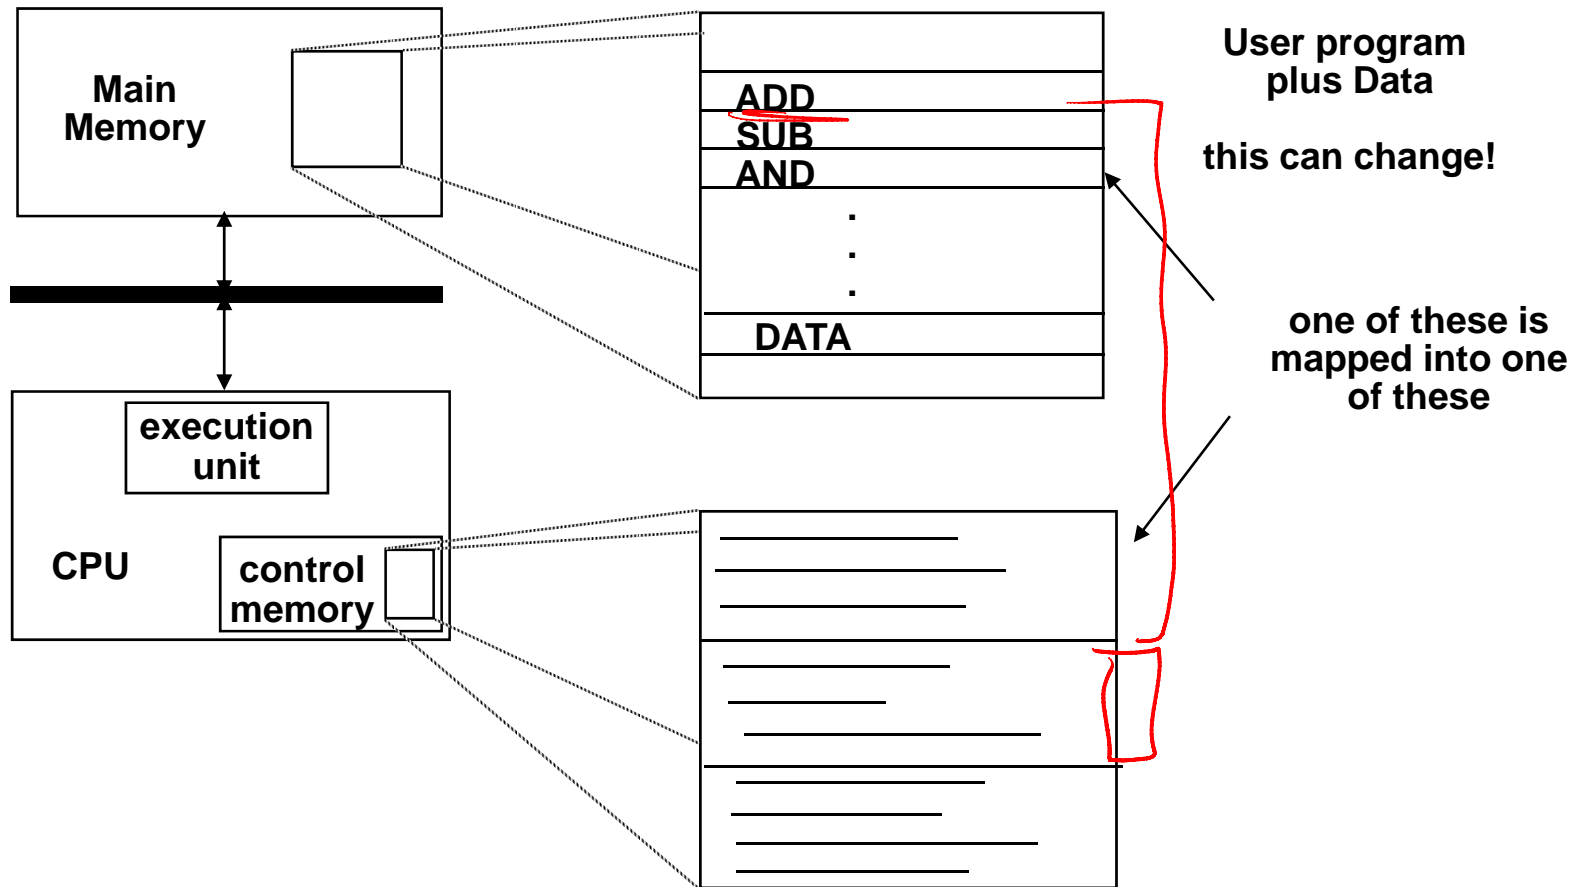 Main
Memory
ADD
SUB
AND
.
.
.
DATA
User program
plus Data
this can change!
one of these is
mapped into one
of these
execution
unit
CPU
control
memory